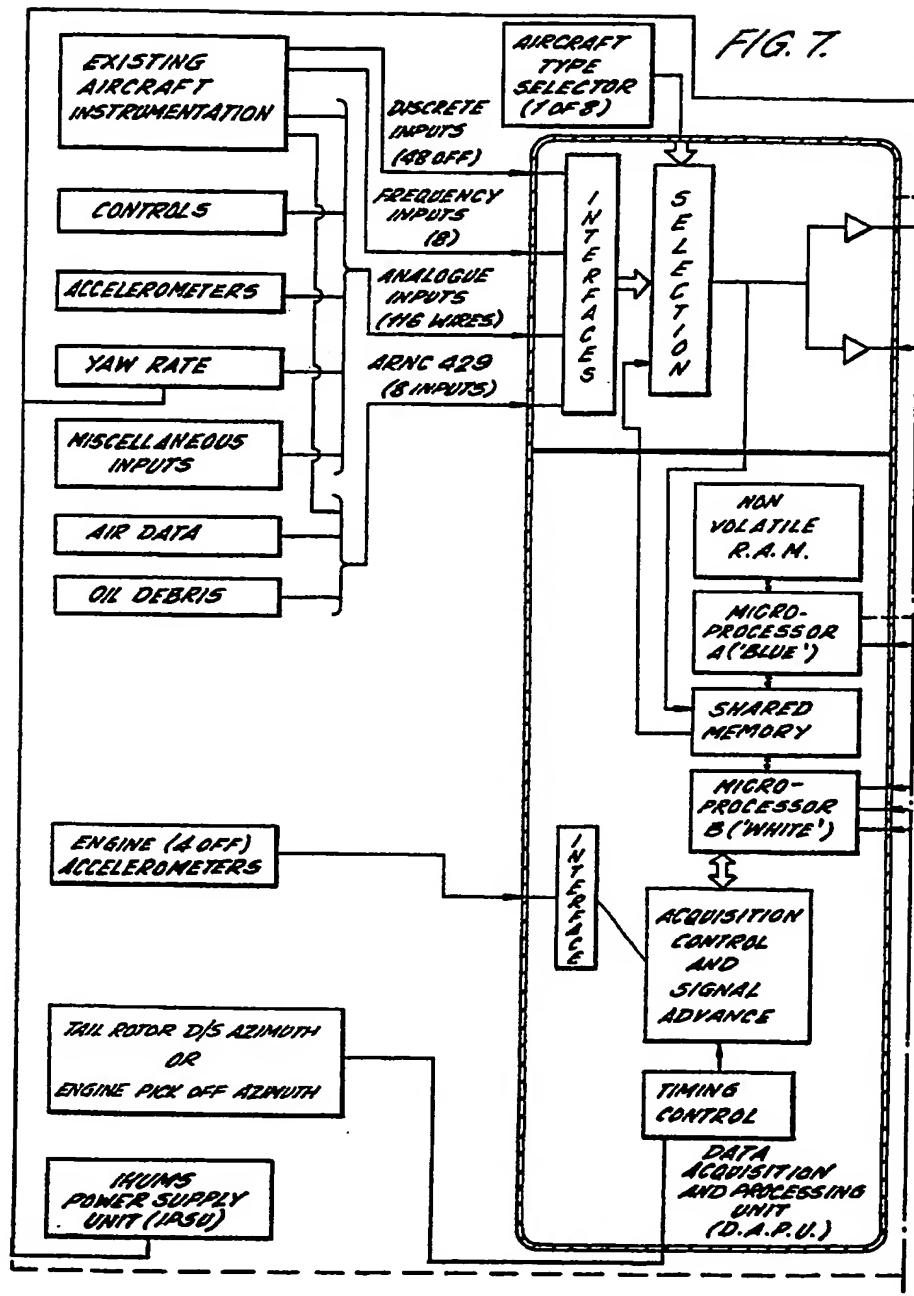 FIG. 7.
EXISTING
AIRCRAFT
INSTRUMENTATION
CONTROLS
ACCELEROMETERS
YAW RATE
MISCELLANEOUS
INPUTS
AIR DATA
OIL DEBRIS
ENGINE (4 OFF)
ACCELEROMETERS
TAIL ROTOR D/S AZIMUTH
OR
ENGINE PICK OFF AZIMUTH
IHUMS
POWER SUPPLY
UNIT (IPSU)
DISCRETE
INPUTS
(48 OFF)
FREQUENCY
INPUTS
(8)
ANALOGUE
INPUTS
(116 WIRES)
ARNC 429
(8 INPUTS)
AIRCRAFT
TYPE
SELECTOR
(1 OF 8)
INTERFACES
SELECTION
NON
VOLATILE
R.A.M.
MICRO-
PROCESSOR
A ('BLUE')
SHARED
MEMORY
MICRO-
PROCESSOR
B ('WHITE')
INTERFACE
ACQUISITION
CONTROL
AND
SIGNAL
ADVANCE
TIMING
CONTROL
DATA
ACQUISITION
AND PROCESSING
UNIT
(D.A.P.U.)